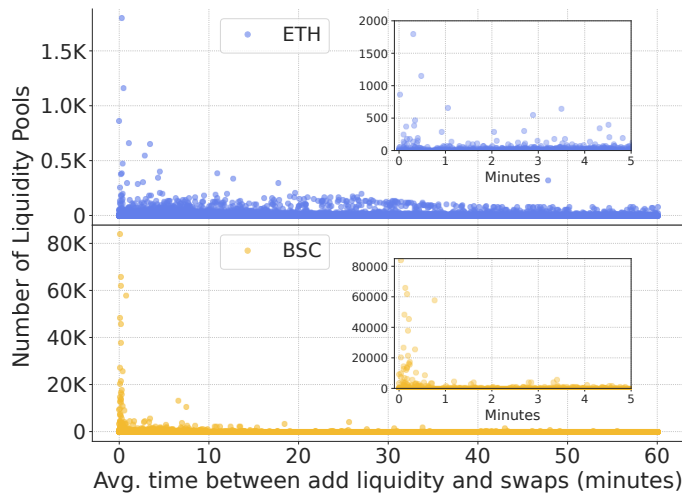 Number of Liquidity Pools
1.5K
1.0K
0.5K
0
ETH
2000
1500
1000
500
0
0 1 2 3 4 5
Minutes
80K
60K
40K
20K
0
BSC
80000
60000
40000
20000
0
0 1 2 3 4 5
Minutes
0 10 20 30 40 50 60
Avg. time between add liquidity and swaps (minutes)